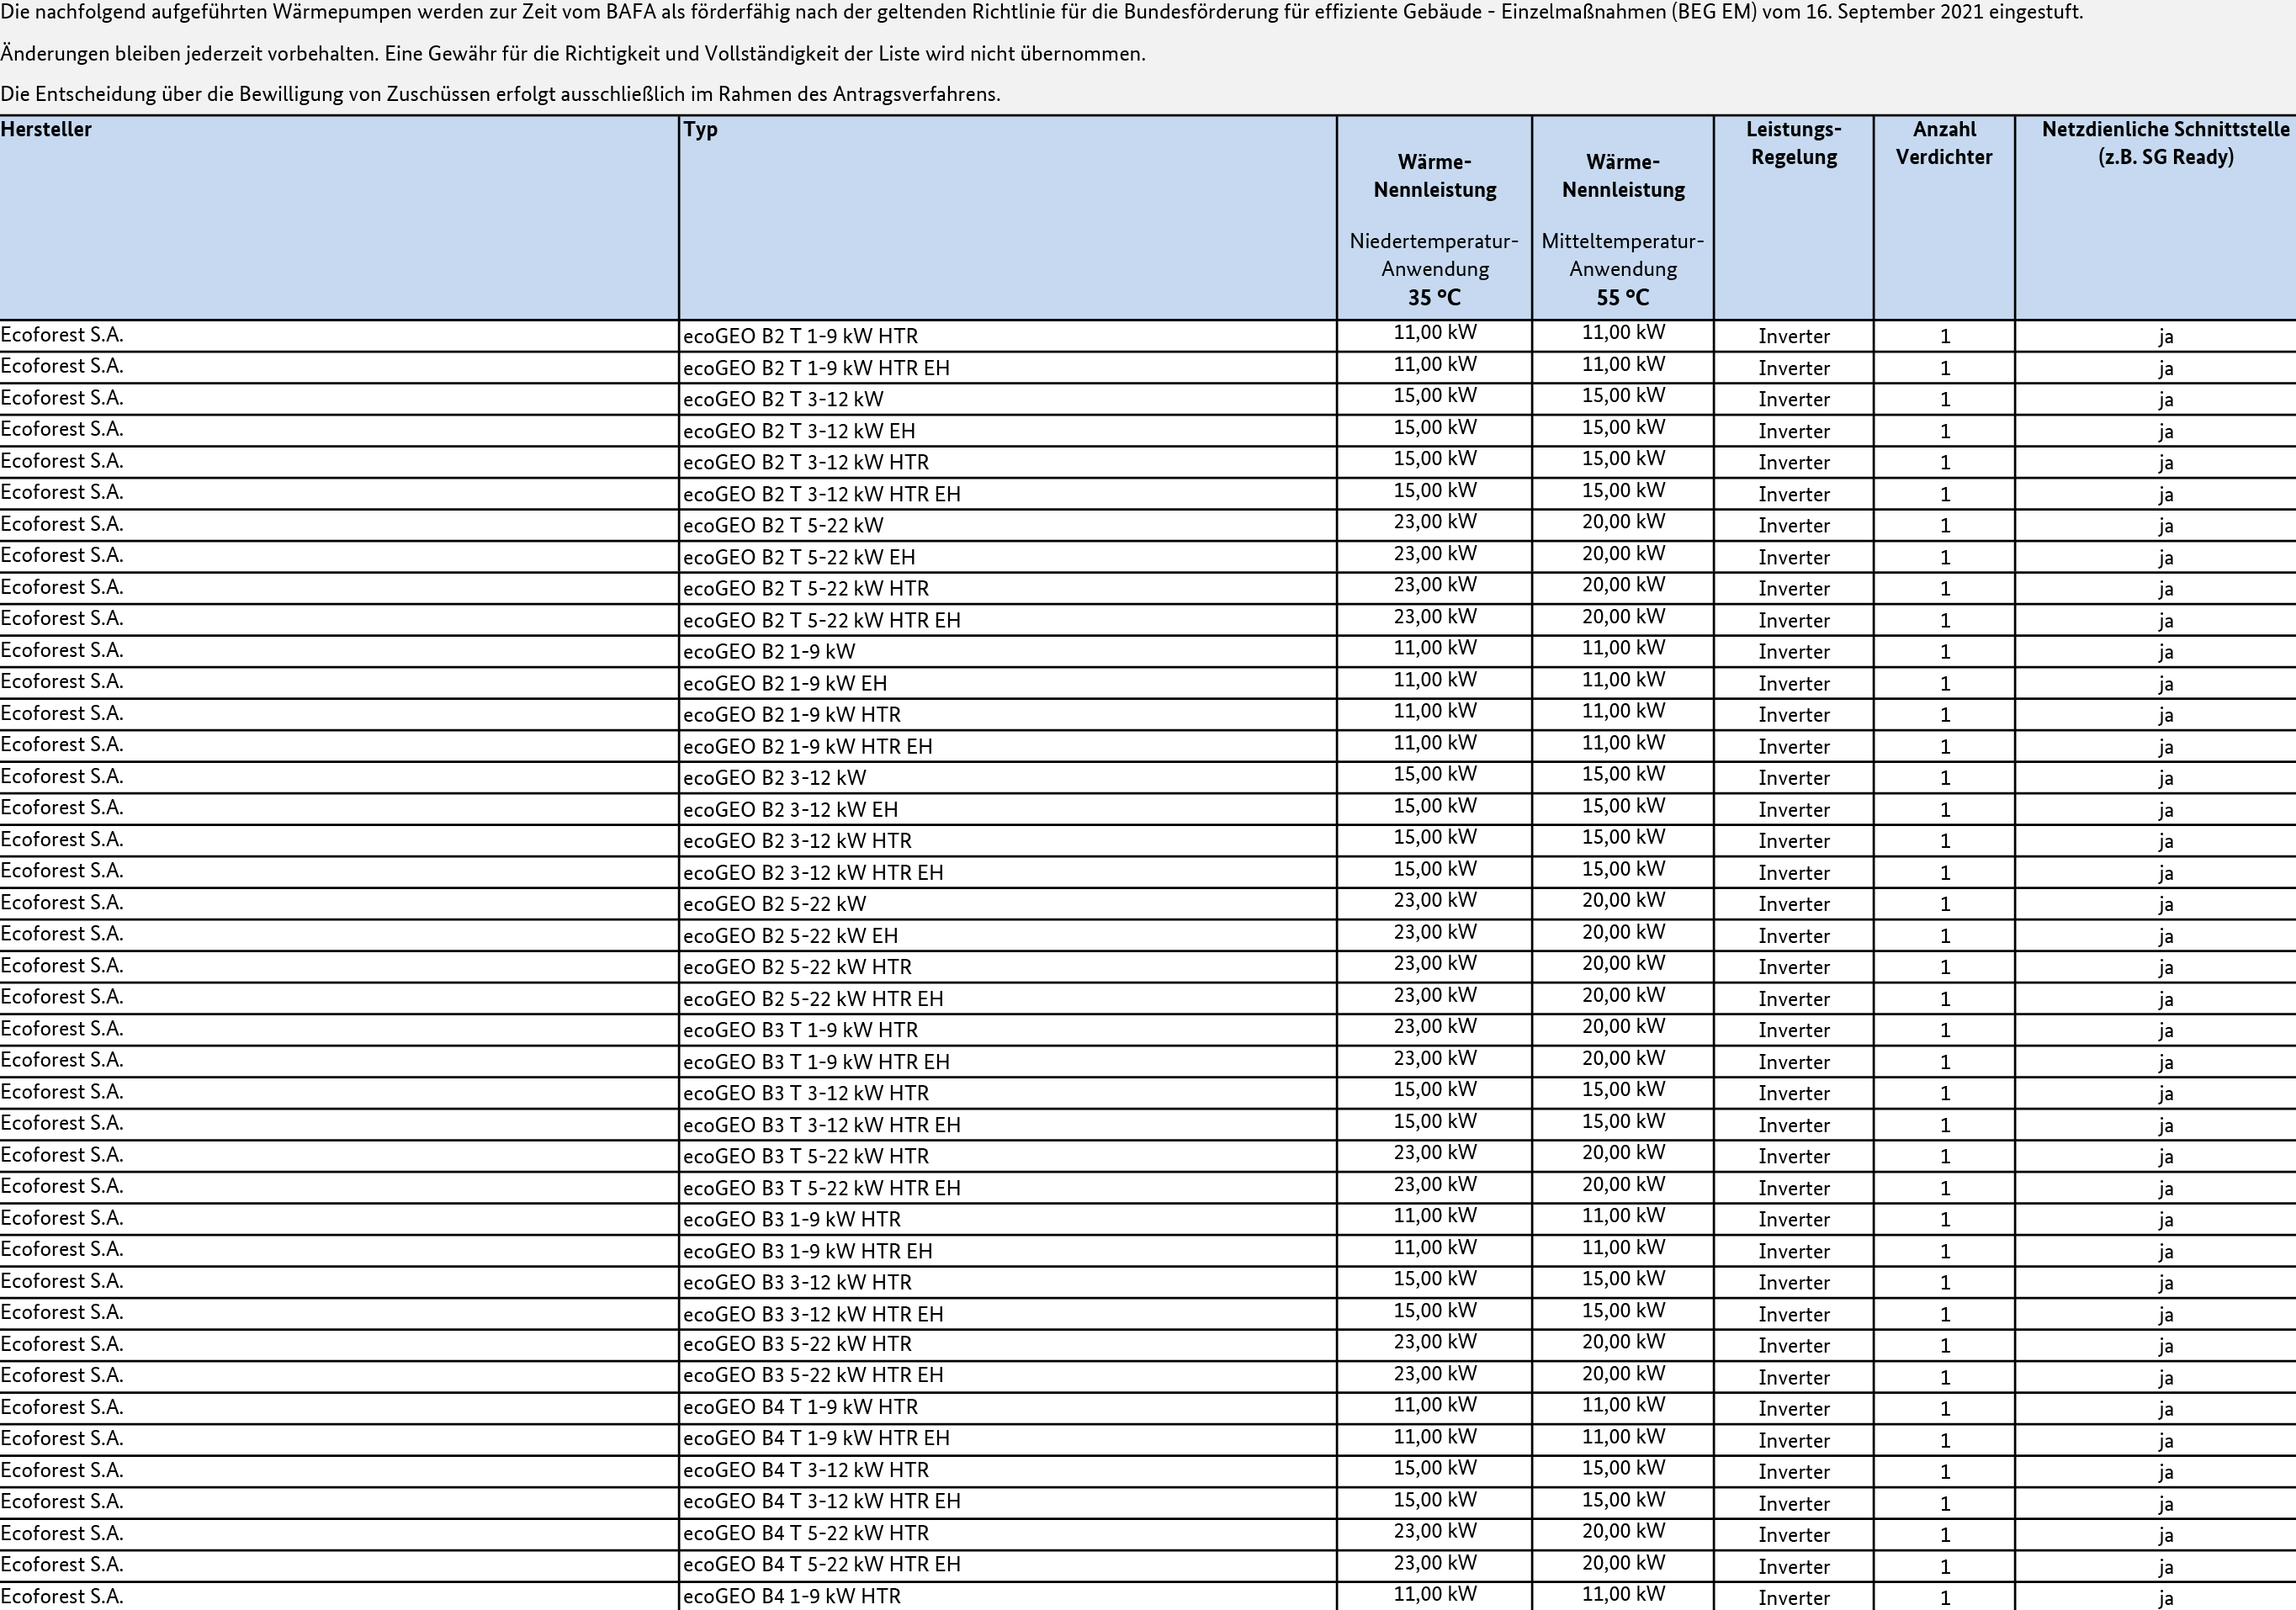 Die nachfolgend aufgeführten Wärmepumpen werden zur Zeit vom BAFA als förderfähig nach der geltenden Richtlinie für die Bundesförderung für effiziente Gebäude - Einzelmaßnahmen (BEG EM) vom 16. September 2021 eingestuft.
Änderungen bleiben jederzeit vorbehalten. Eine Gewähr für die Richtigkeit und Vollständigkeit der Liste wird nicht übernommen.
Die Entscheidung über die Bewilligung von Zuschüssen erfolgt ausschließlich im Rahmen des Antragsverfahrens.
Hersteller Typ Leistungs- Anzahl Netzdienliche Schnittstelle
Wärme- Wärme- Regelung Verdichter (z.B. SG Ready)
Nennleistung Nennleistung
Niedertemperatur- Mitteltemperatur-
Anwendung Anwendung
35 °C 55 °C
Ecoforest S.A. ecoGEO B2 T 1-9 kW HTR 11,00 kW 11,00 kW Inverter 1 ja
Ecoforest S.A. ecoGEO B2 T 1-9 kW HTR EH 11,00 kW 11,00 kW Inverter 1 ja
Ecoforest S.A. ecoGEO B2 T 3-12 kW 15,00 kW 15,00 kW Inverter 1 ja
Ecoforest S.A. ecoGEO B2 T 3-12 kW EH 15,00 kW 15,00 kW Inverter 1 ja
Ecoforest S.A. ecoGEO B2 T 3-12 kW HTR 15,00 kW 15,00 kW Inverter 1 ja
Ecoforest S.A. ecoGEO B2 T 3-12 kW HTR EH 15,00 kW 15,00 kW Inverter 1 ja
Ecoforest S.A. ecoGEO B2 T 5-22 kW 23,00 kW 20,00 kW Inverter 1 ja
Ecoforest S.A. ecoGEO B2 T 5-22 kW EH 23,00 kW 20,00 kW Inverter 1 ja
Ecoforest S.A. ecoGEO B2 T 5-22 kW HTR 23,00 kW 20,00 kW Inverter 1 ja
Ecoforest S.A. ecoGEO B2 T 5-22 kW HTR EH 23,00 kW 20,00 kW Inverter 1 ja
Ecoforest S.A. ecoGEO B2 1-9 kW 11,00 kW 11,00 kW Inverter 1 ja
Ecoforest S.A. ecoGEO B2 1-9 kW EH 11,00 kW 11,00 kW Inverter 1 ja
Ecoforest S.A. ecoGEO B2 1-9 kW HTR 11,00 kW 11,00 kW Inverter 1 ja
Ecoforest S.A. ecoGEO B2 1-9 kW HTR EH 11,00 kW 11,00 kW Inverter 1 ja
Ecoforest S.A. ecoGEO B2 3-12 kW 15,00 kW 15,00 kW Inverter 1 ja
Ecoforest S.A. ecoGEO B2 3-12 kW EH 15,00 kW 15,00 kW Inverter 1 ja
Ecoforest S.A. ecoGEO B2 3-12 kW HTR 15,00 kW 15,00 kW Inverter 1 ja
Ecoforest S.A. ecoGEO B2 3-12 kW HTR EH 15,00 kW 15,00 kW Inverter 1 ja
Ecoforest S.A. ecoGEO B2 5-22 kW 23,00 kW 20,00 kW Inverter 1 ja
Ecoforest S.A. ecoGEO B2 5-22 kW EH 23,00 kW 20,00 kW Inverter 1 ja
Ecoforest S.A. ecoGEO B2 5-22 kW HTR 23,00 kW 20,00 kW Inverter 1 ja
Ecoforest S.A. ecoGEO B2 5-22 kW HTR EH 23,00 kW 20,00 kW Inverter 1 ja
Ecoforest S.A. ecoGEO B3 T 1-9 kW HTR 23,00 kW 20,00 kW Inverter 1 ja
Ecoforest S.A. ecoGEO B3 T 1-9 kW HTR EH 23,00 kW 20,00 kW Inverter 1 ja
Ecoforest S.A. ecoGEO B3 T 3-12 kW HTR 15,00 kW 15,00 kW Inverter 1 ja
Ecoforest S.A. ecoGEO B3 T 3-12 kW HTR EH 15,00 kW 15,00 kW Inverter 1 ja
Ecoforest S.A. ecoGEO B3 T 5-22 kW HTR 23,00 kW 20,00 kW Inverter 1 ja
Ecoforest S.A. ecoGEO B3 T 5-22 kW HTR EH 23,00 kW 20,00 kW Inverter 1 ja
Ecoforest S.A. ecoGEO B3 1-9 kW HTR 11,00 kW 11,00 kW Inverter 1 ja
Ecoforest S.A. ecoGEO B3 1-9 kW HTR EH 11,00 kW 11,00 kW Inverter 1 ja
Ecoforest S.A. ecoGEO B3 3-12 kW HTR 15,00 kW 15,00 kW Inverter 1 ja
Ecoforest S.A. ecoGEO B3 3-12 kW HTR EH 15,00 kW 15,00 kW Inverter 1 ja
Ecoforest S.A. ecoGEO B3 5-22 kW HTR 23,00 kW 20,00 kW Inverter 1 ja
Ecoforest S.A. ecoGEO B3 5-22 kW HTR EH 23,00 kW 20,00 kW Inverter 1 ja
Ecoforest S.A. ecoGEO B4 T 1-9 kW HTR 11,00 kW 11,00 kW Inverter 1 ja
Ecoforest S.A. ecoGEO B4 T 1-9 kW HTR EH 11,00 kW 11,00 kW Inverter 1 ja
Ecoforest S.A. ecoGEO B4 T 3-12 kW HTR 15,00 kW 15,00 kW Inverter 1 ja
Ecoforest S.A. ecoGEO B4 T 3-12 kW HTR EH 15,00 kW 15,00 kW Inverter 1 ja
Ecoforest S.A. ecoGEO B4 T 5-22 kW HTR 23,00 kW 20,00 kW Inverter 1 ja
Ecoforest S.A. ecoGEO B4 T 5-22 kW HTR EH 23,00 kW 20,00 kW Inverter 1 ja
Ecoforest S.A. ecoGEO B4 1-9 kW HTR 11,00 kW 11,00 kW Inverter 1 ja